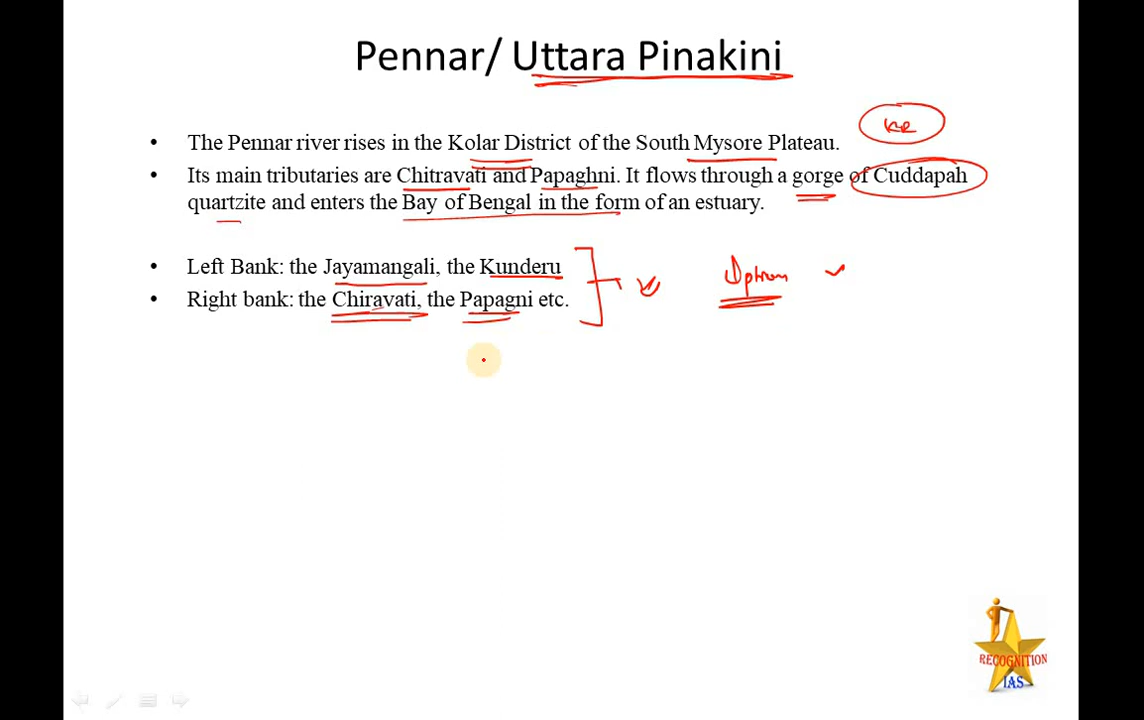 Pennar/ Uttara Pinakini
• The Pennar river rises in the Kolar District of the South Mysore Plateau.
• Its main tributaries are Chitravati and Papaghni. It flows through a gorge of Cuddapah
quartzite and enters the Bay of Bengal in the form of an estuary.
• Left Bank: the Jayamangali, the Kunderu
• Right bank: the Chiravati, the Papagni etc.
Option
RECOGNITION
IAS